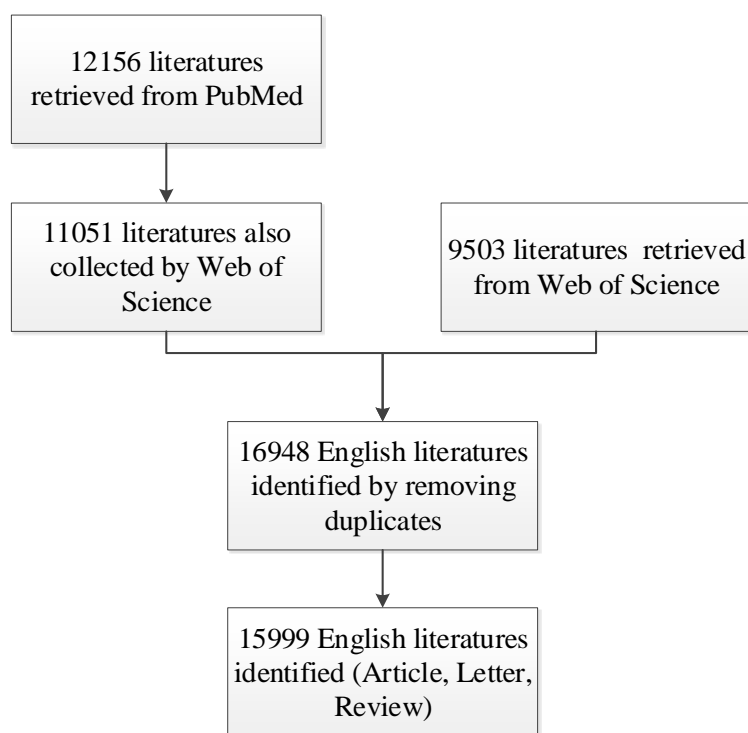 12156 literatures
retrieved from PubMed
11051 literatures also
collected by Web of
Science
9503 literatures  retrieved
from Web of Science
16948 English literatures
identified by removing
duplicates
15999 English literatures
identified (Article, Letter,
Review)